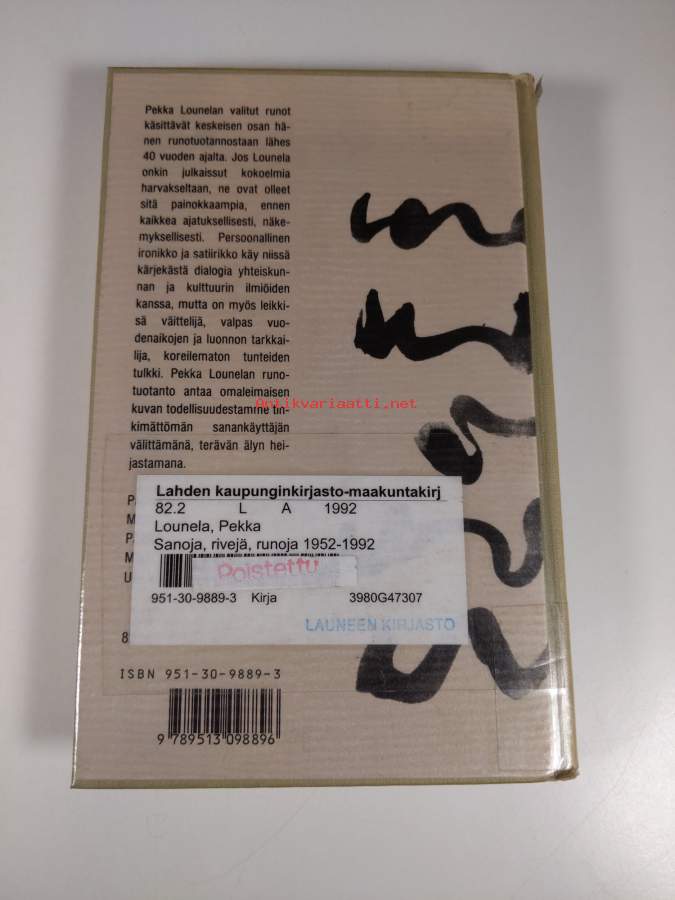 Pekka Lounelan valitut runot
käsittävät keskeisen osan hä-
nen runotuotannostaan lähes
40 vuoden ajalta. Jos Lounela
onkin julkaissut kokoelmia
harvakseltaan, ne ovat olleet
sitä painokkaampia, ennen
kaikkea ajatuksellisesti, näke-
myksellisesti. Persoonallinen
ironikko ja satiirikko käy niissä
kärjekästä dialogia yhteiskun-
nan ja kulttuurin ilmiöiden
kanssa, mutta on myös leikki-
sä väittelijä, valpas vuo-
denaikojen ja luonnon tarkkai-
lija, koreilematon tunteiden
tulkki. Pekka Lounelan runo-
tuotanto antaa omaleimaisen
kuvan todellisuudestamme tin-
kimättömän sanankäyttäjän
välittämänä, terävän älyn hei-
jastamana.
Antikvariaatti.net
Lahden kaupunginkirjasto-maakuntakirj
82.2 L A 1992
Lounela, Pekka
Sanoja, rivejä, runoja 1952-1992
Poistettu
951-30-9889-3 Kirja 3980G47307
LAUNEEN KIRJASTO
ISBN 951-30-9889-3
9 789513 098896